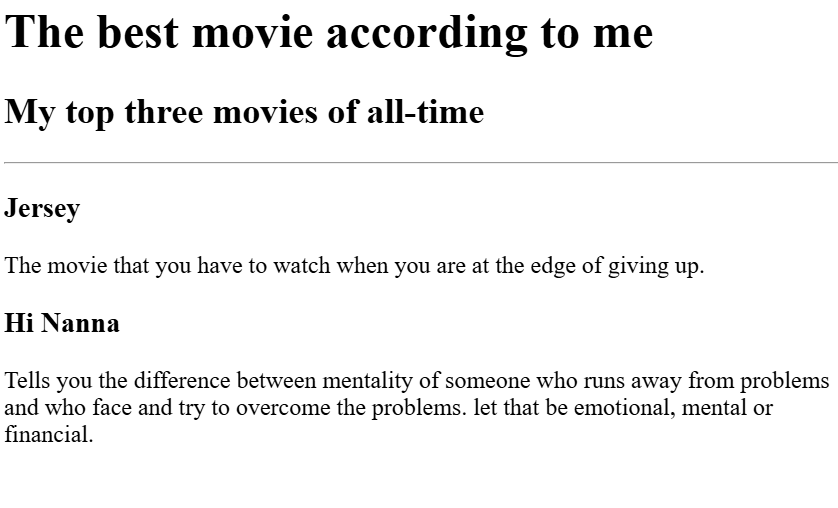 The best movie according to me
My top three movies of all-time
Jersey
The movie that you have to watch when you are at the edge of giving up.
Hi Nanna
Tells you the difference between mentality of someone who runs away from problems
and who face and try to overcome the problems. let that be emotional, mental or
financial.